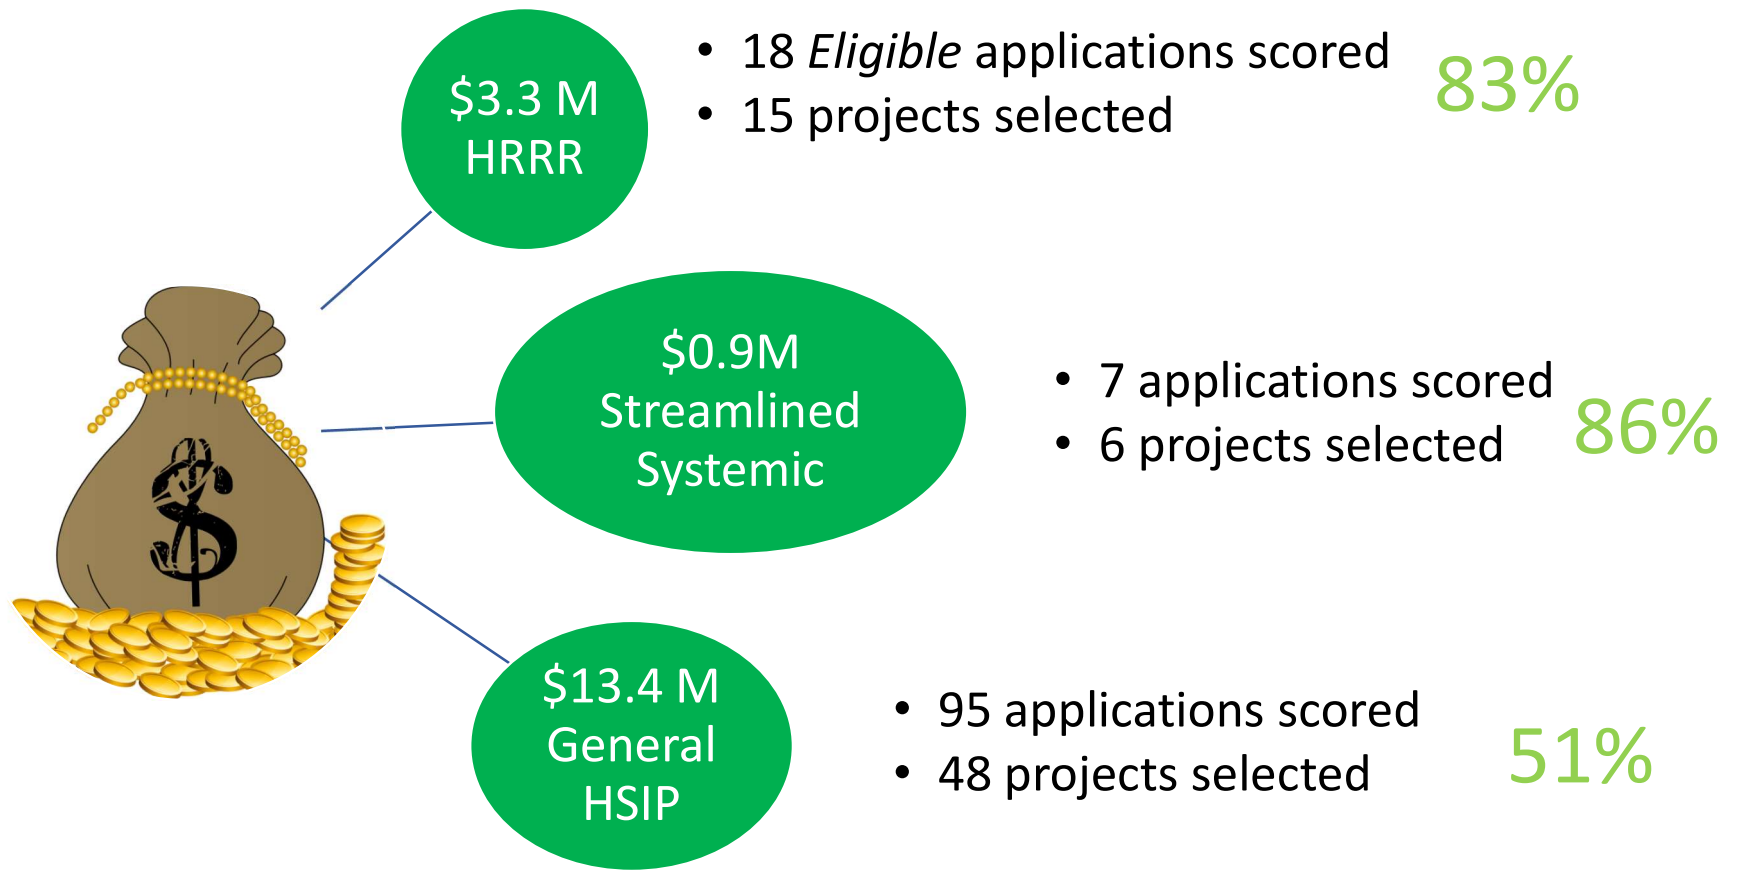 $3.3 M
HRRR
• 18 Eligible applications scored
• 15 projects selected
83%
$0.9M
Streamlined
Systemic
• 7 applications scored
• 6 projects selected
86%
$
$13.4 M
General
HSIP
• 95 applications scored
• 48 projects selected
51%